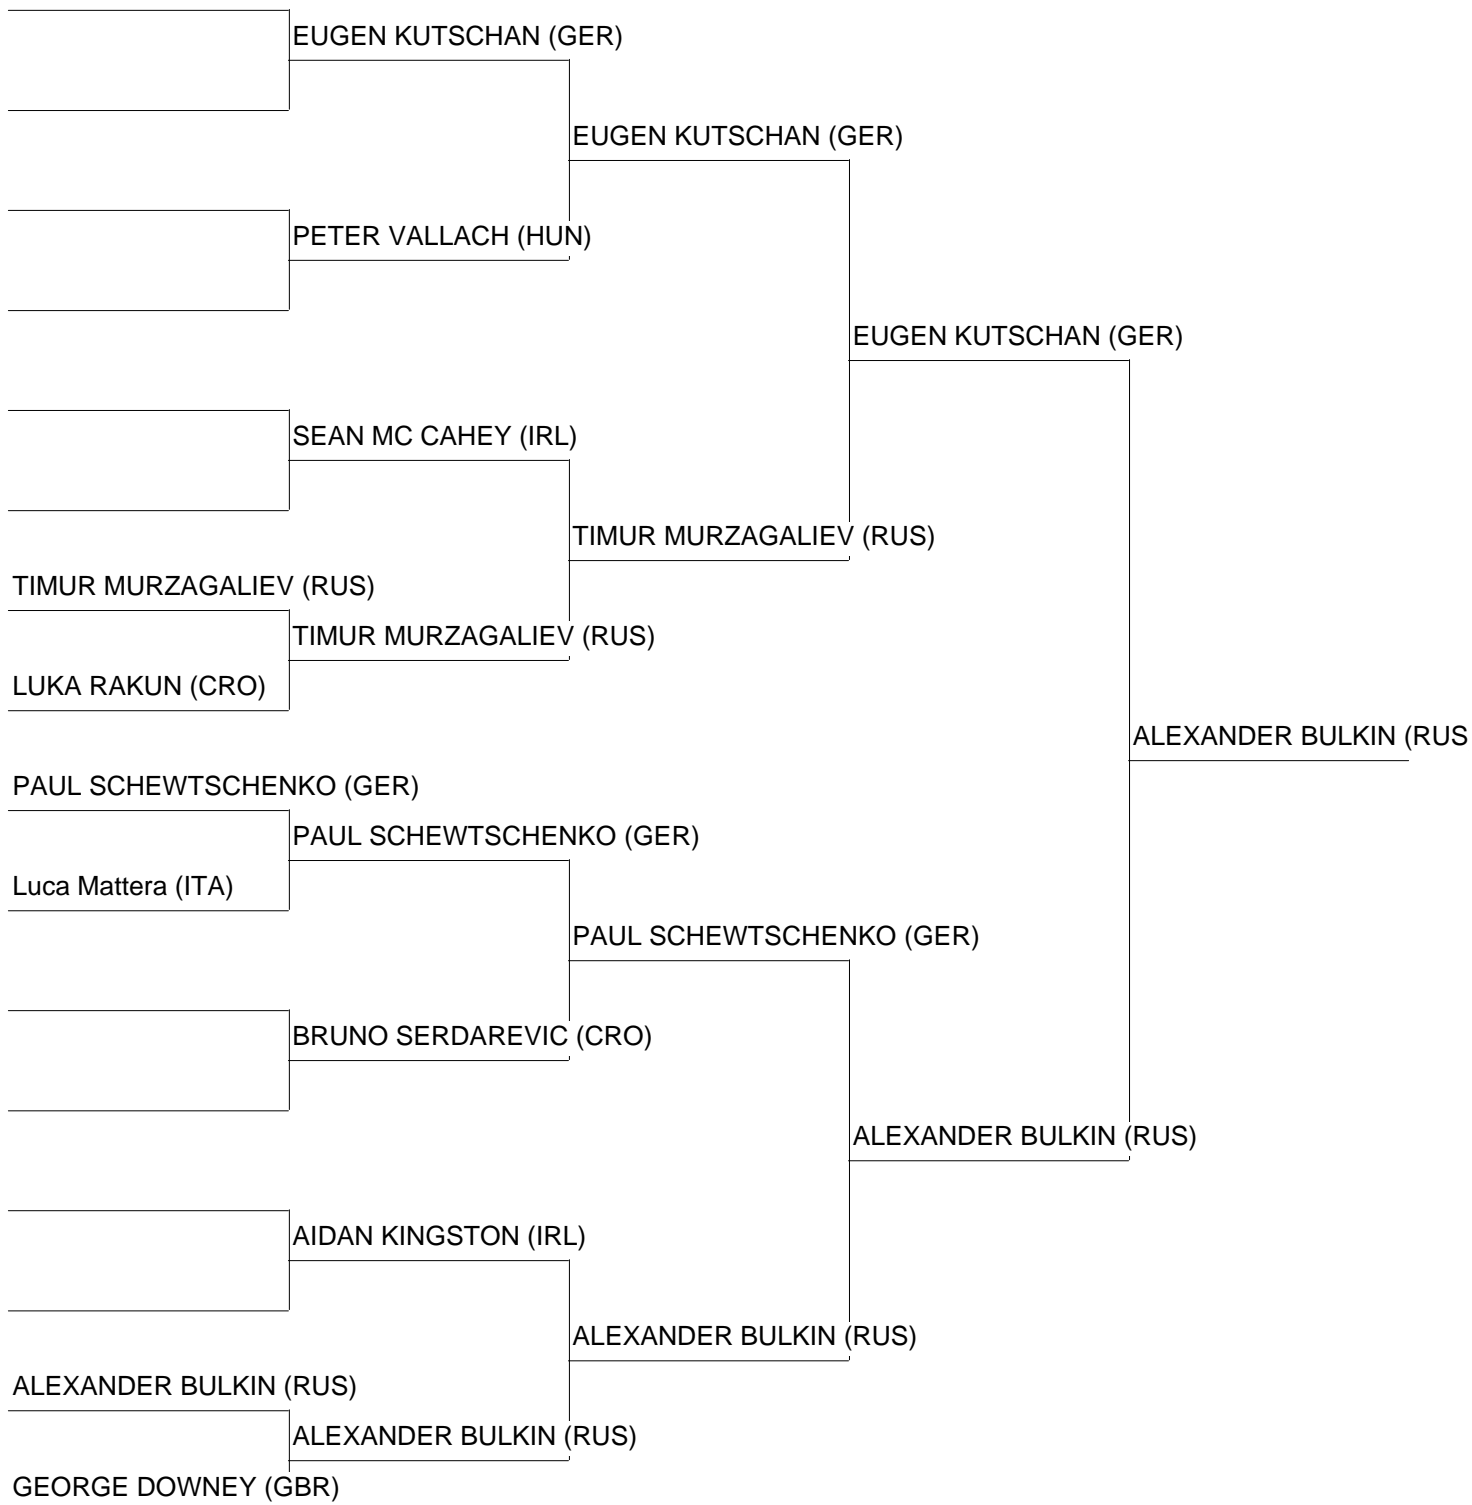 EUGEN KUTSCHAN (GER)
EUGEN KUTSCHAN (GER)
PETER VALLACH (HUN)
EUGEN KUTSCHAN (GER)
SEAN MC CAHEY (IRL)
TIMUR MURZAGALIEV (RUS)
TIMUR MURZAGALIEV (RUS)
TIMUR MURZAGALIEV (RUS)
LUKA RAKUN (CRO)
ALEXANDER BULKIN (RUS
PAUL SCHEWTSCHENKO (GER)
PAUL SCHEWTSCHENKO (GER)
Luca Mattera (ITA)
PAUL SCHEWTSCHENKO (GER)
BRUNO SERDAREVIC (CRO)
ALEXANDER BULKIN (RUS)
AIDAN KINGSTON (IRL)
ALEXANDER BULKIN (RUS)
ALEXANDER BULKIN (RUS)
ALEXANDER BULKIN (RUS)
GEORGE DOWNEY (GBR)